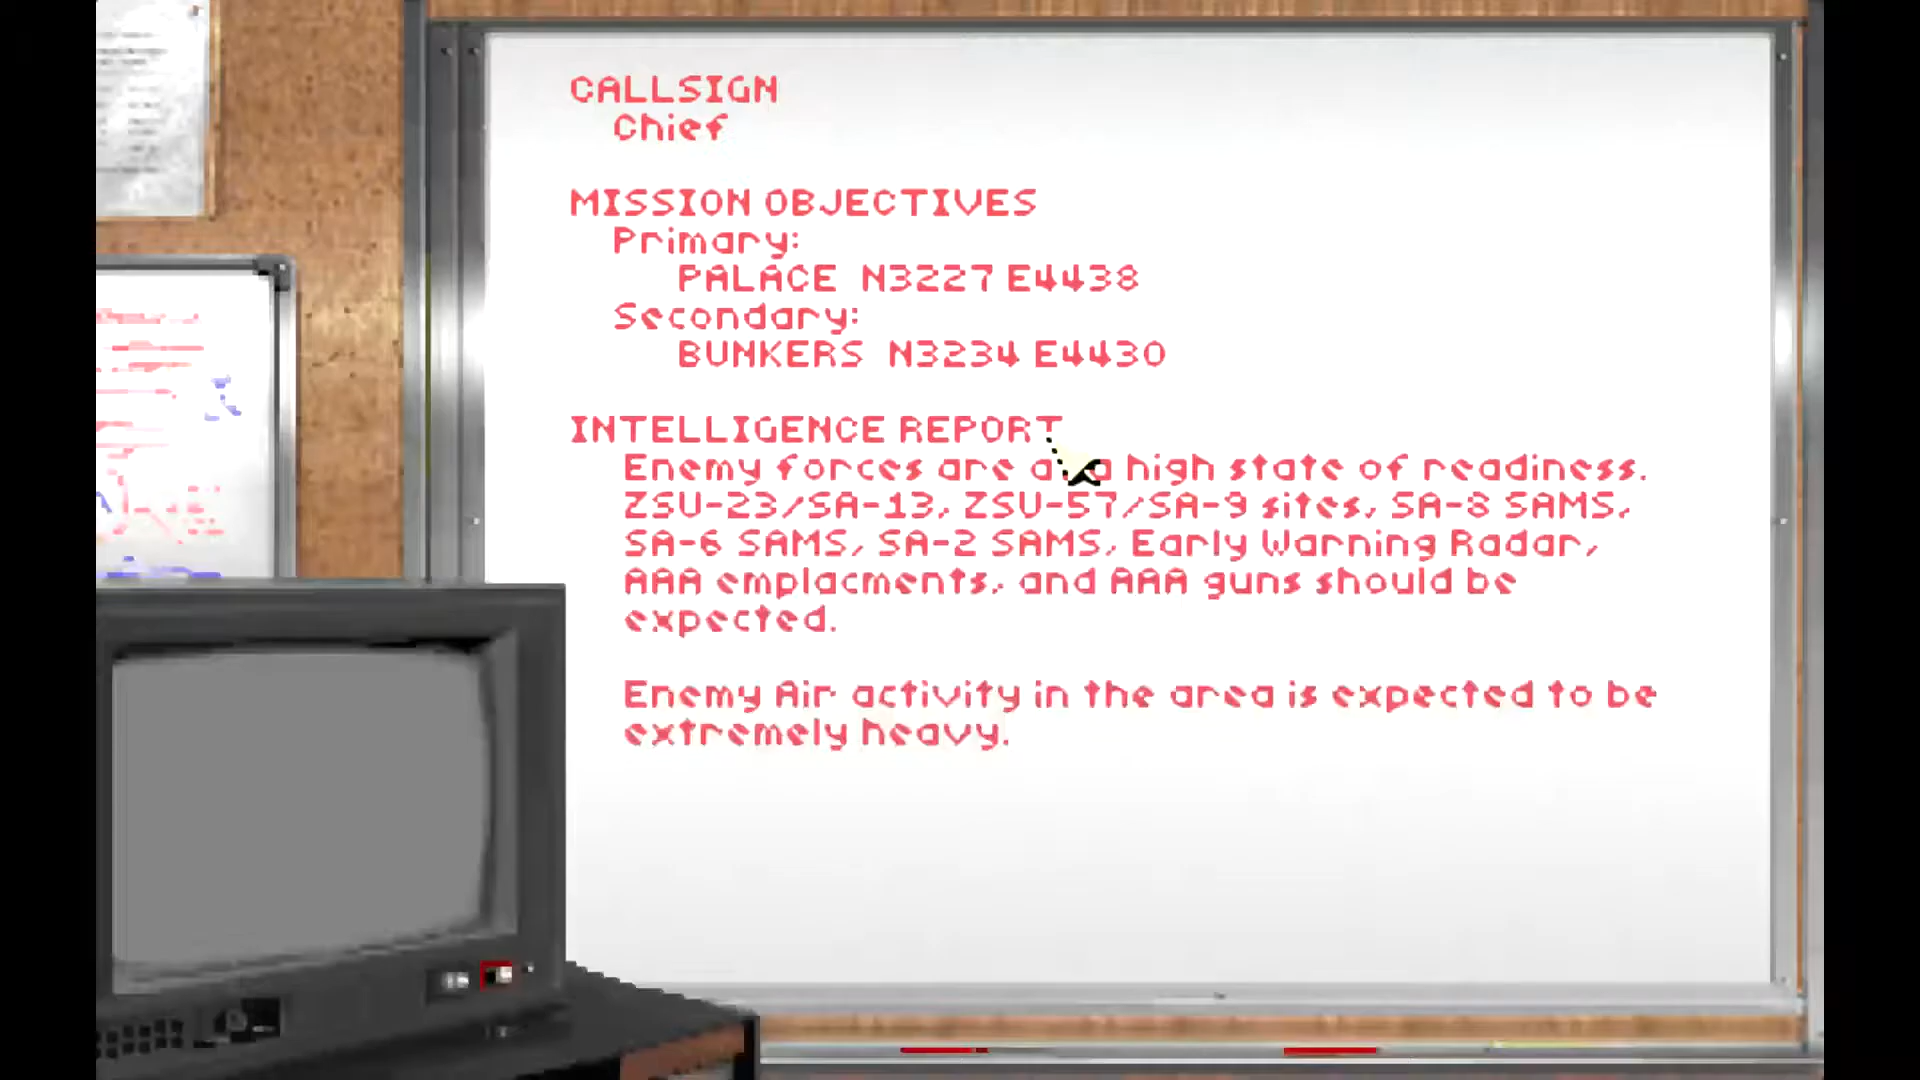 CALLSIGN
Chief
MISSION OBJECTIVES
Primary:
PALACE N3227 E4438
Secondary:
BUNKERS N3234 E4430
INTELLIGENCE REPORT
Enemy forces are at a high state of readiness.
ZSU-23/SA-13, ZSU-57/SA-9 sites, SA-8 SAMS,
SA-6 SAMS, SA-2 SAMS, Early Warning Radar,
AAA emplacments, and AAA guns should be
expected.
Enemy Air activity in the area is expected to be
extremely heavy.